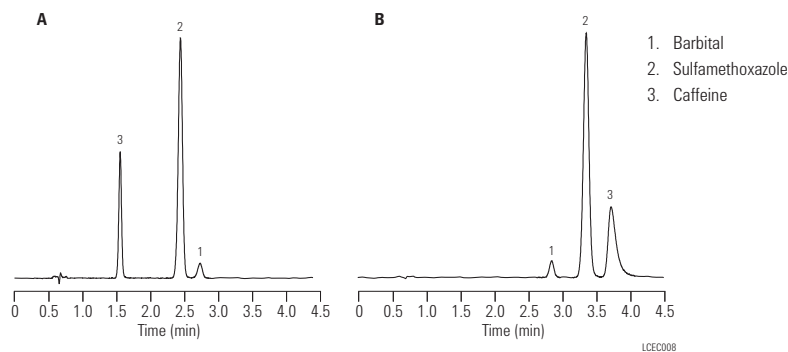 A
2
3
1
0 0.5 1.5 1.0 2.0 2.5 3.0 3.5 4.0 4.5
Time (min)
B
2
1
3
0 0.5 1.0 1.5 2.0 2.5 3.0 3.5 4.0 4.5
Time (min)
1. Barbital
2. Sulfamethoxazole
3. Caffeine
LCEC008